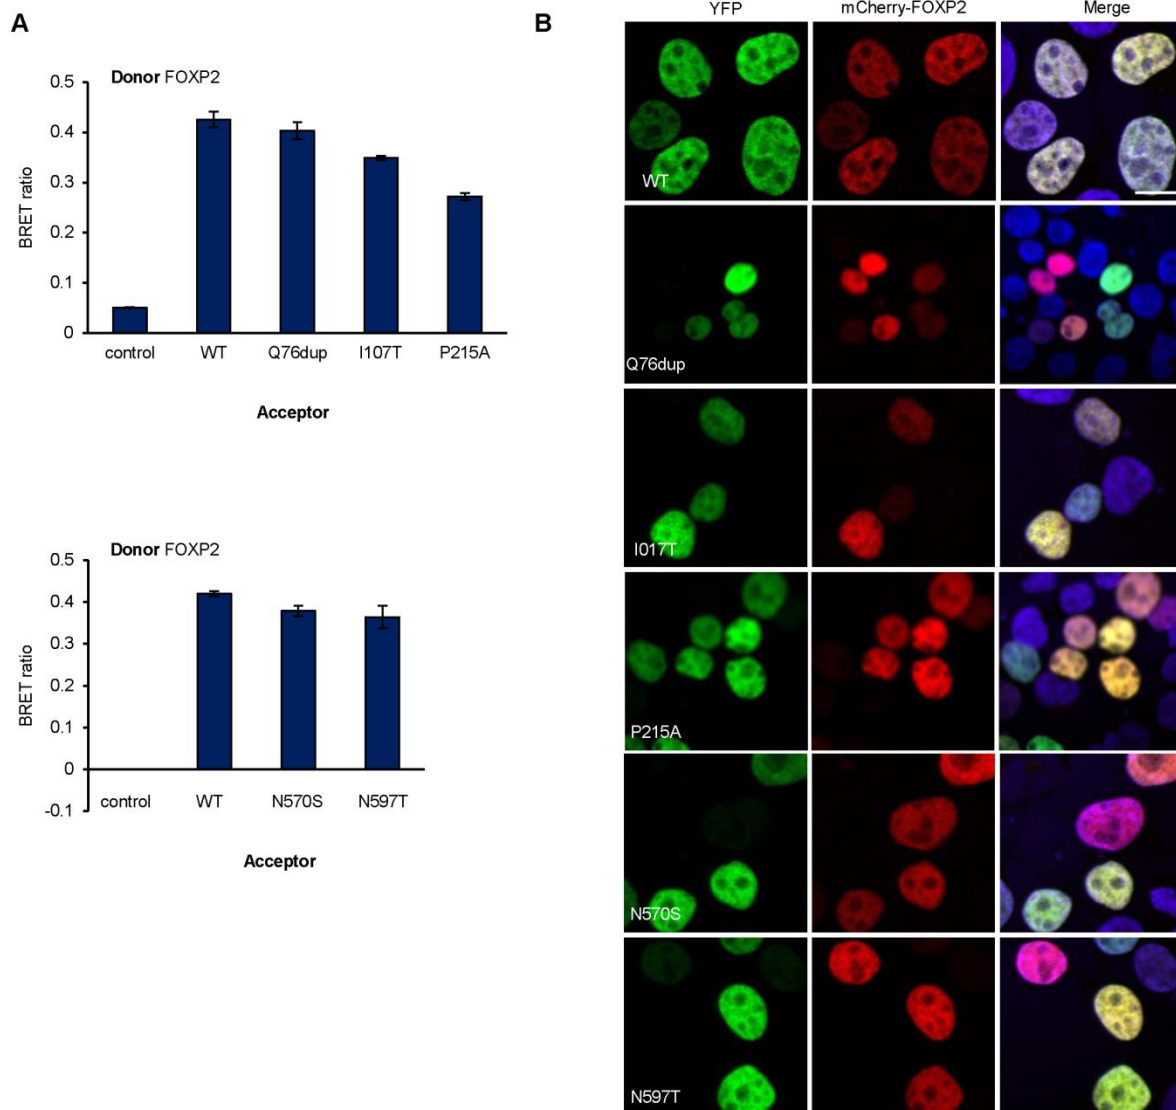 A
Donor FOXP2
0.5
0.4
0.3
0.2
0.1
0
BRET ratio
control WT Q76dup I107T P215A
Acceptor
Donor FOXP2
0.5
0.4
0.3
0.2
0.1
0
-0.1
BRET ratio
control WT N570S N597T
Acceptor
B
YFP mCherry-FOXP2 Merge
WT
Q76dup
I017T
P215A
N570S
N597T